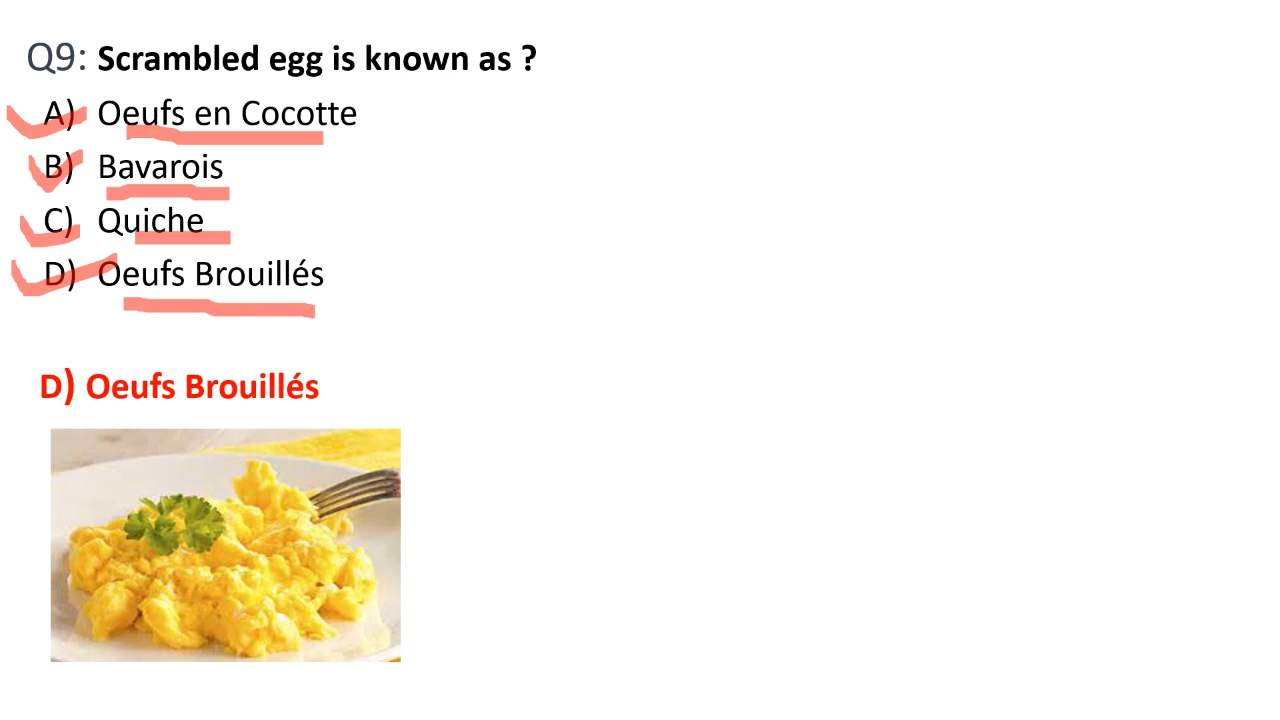 Q9: Scrambled egg is known as ?
A) Oeufs en Cocotte
B) Bavarois
C) Quiche
D) Oeufs Brouillés
D) Oeufs Brouillés